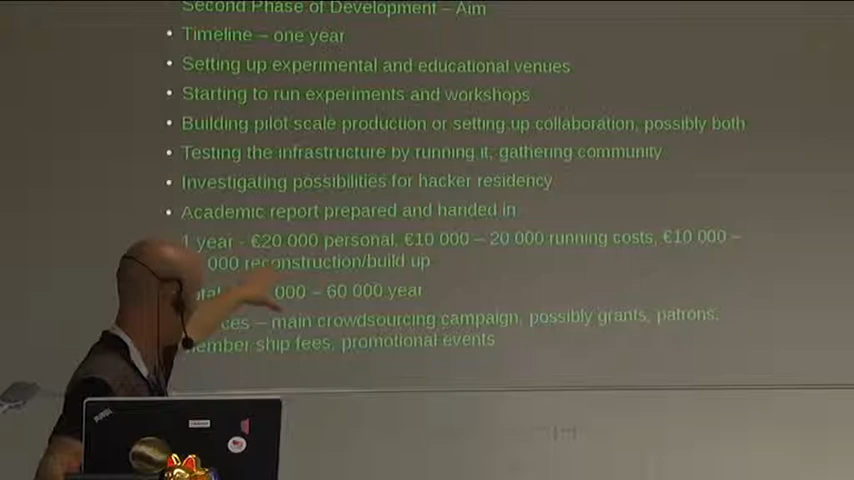 Second Phase of Development – Aim
• Timeline – one year
• Setting up experimental and educational venues
• Starting to run experiments and workshops
• Building pilot scale production or setting up collaboration, possibly both
• Testing the infrastructure by running it, gathering community
• Investigating possibilities for hacker residency
• Academic report prepared and handed in
1 year - €20 000 personal, €10 000 – 20 000 running costs, €10 000 –
000 reconstruction/build up
000 – 60 000 year
– main crowdsourcing campaign, possibly grants, patrons,
member ship fees, promotional events